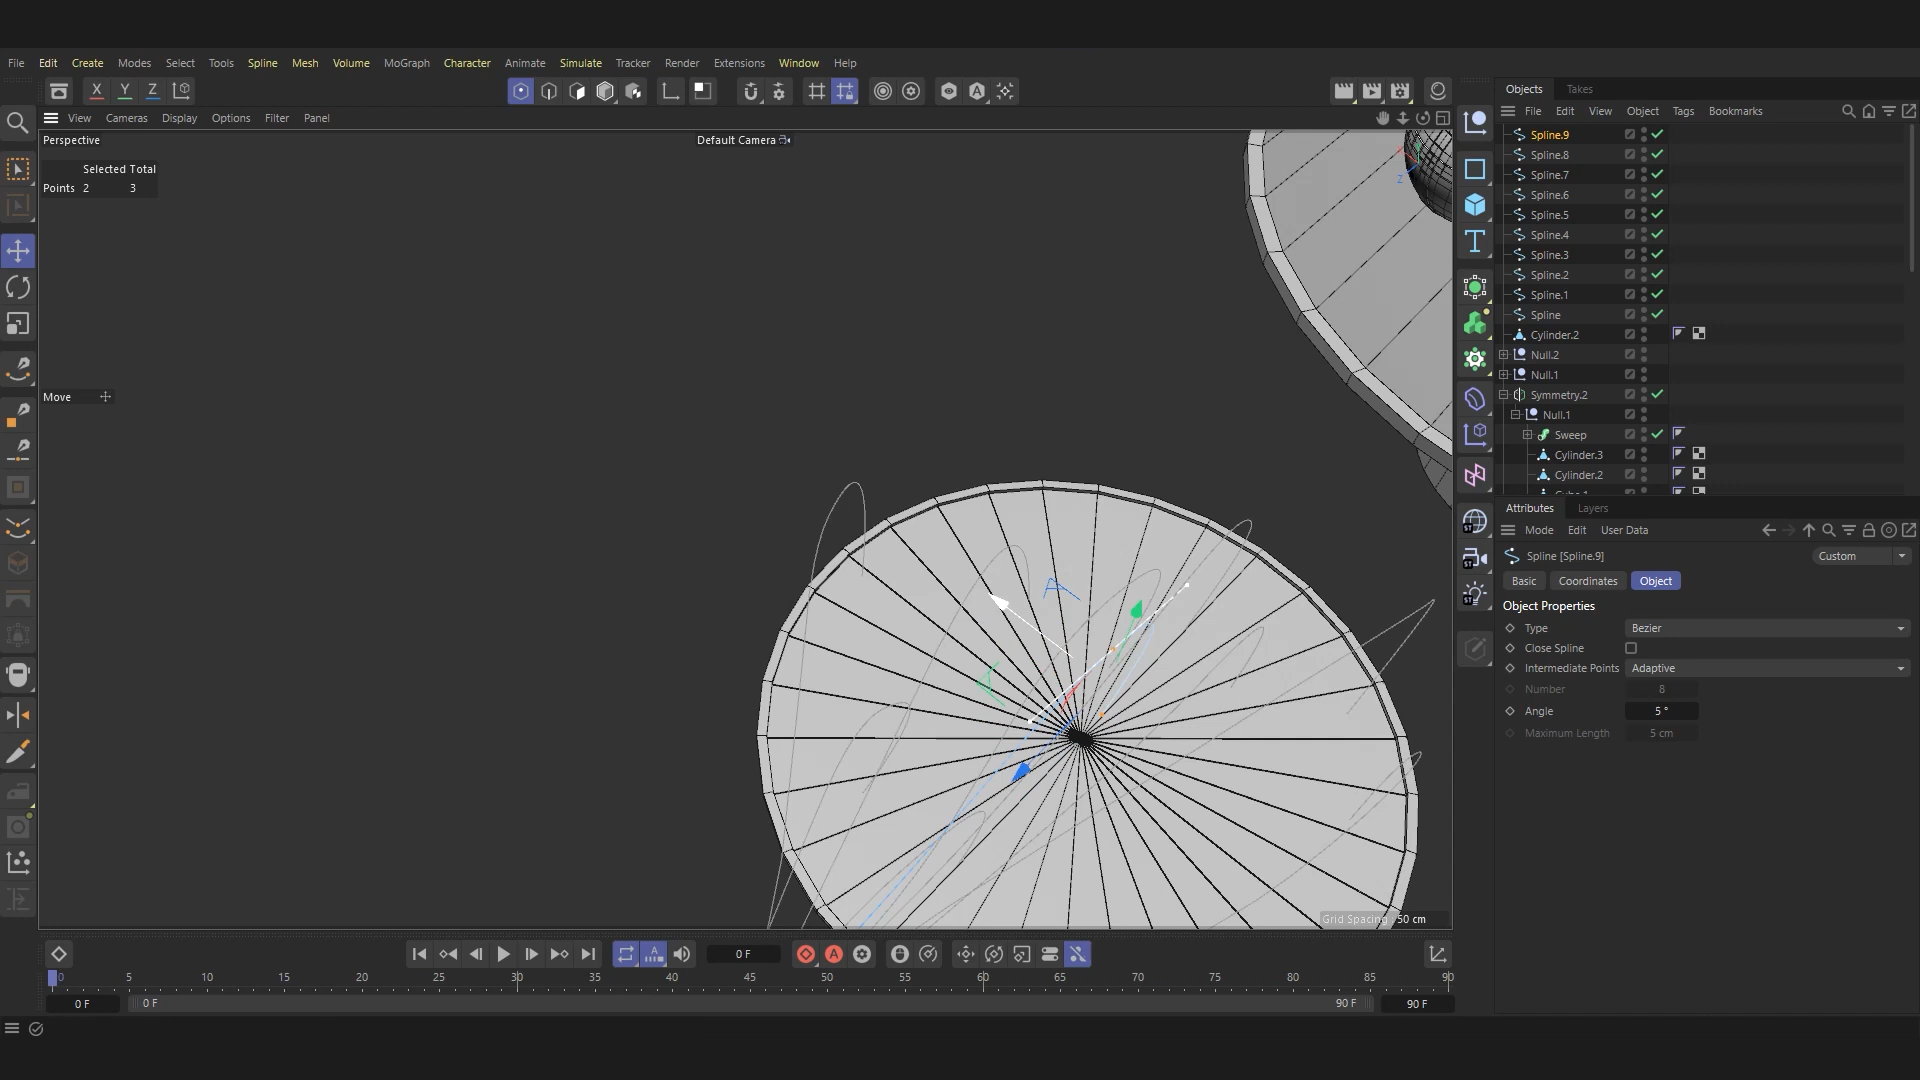 File Edit Create Modes Select Tools Spline Mesh Volume MoGraph Character Animate Simulate Tracker Render Extensions Window Help
X Y Z
View Cameras Display Options Filter Panel
Perspective
Default Camera
Selected Total
Points 2 3
Move
Z
Grid Spacing : 50 cm
Objects Takes
File Edit View Object Tags Bookmarks
Spline.9
Spline.8
Spline.7
Spline.6
Spline.5
Spline.4
Spline.3
Spline.2
Spline.1
Spline
Cylinder.2
Null.2
Null.1
Symmetry.2
Null.1
Sweep
Cylinder.3
Cylinder.2
Cube.1
Attributes Layers
Mode Edit User Data
Spline [Spline.9]
Custom
Basic Coordinates Object
Object Properties
Type Bezier
Close Spline
Intermediate Points Adaptive
Number 8
Angle 5 °
Maximum Length 5 cm
ST
ST
ST
A
0 F
A
0 5 10 15 20 25 30 35 40 45 50 55 60 65 70 75 80 85 90
0 F 0 F 90 F 90 F